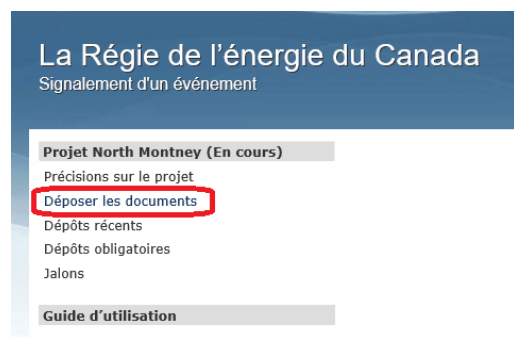 La Régie de l’énergie du Canada
Signalement d'un événement
Projet North Montney (En cours)
Précisions sur le projet
Déposer les documents
Dépôts récents
Dépôts obligatoires
Jalons
Guide d’utilisation